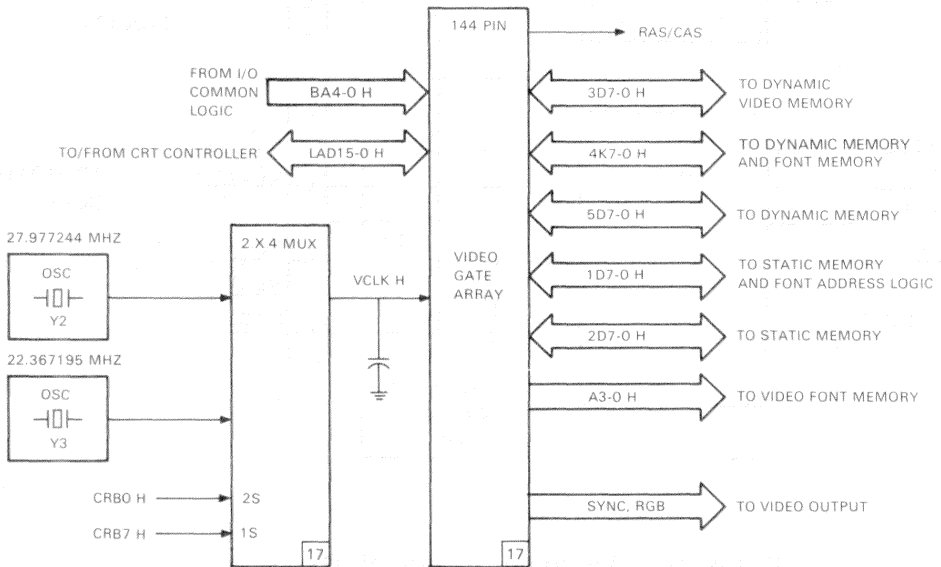 144 PIN
RAS/CAS
FROM I/O
COMMON
LOGIC
BA4-0 H
3D7-0 H
TO DYNAMIC
VIDEO MEMORY
TO/FROM CRT CONTROLLER
LAD15-0 H
4K7-0 H
TO DYNAMIC MEMORY
AND FONT MEMORY
5D7-0 H
TO DYNAMIC MEMORY
27.977244 MHZ
OSC
Y2
2 X 4 MUX
VCLK H
VIDEO
GATE
ARRAY
1D7-0 H
TO STATIC MEMORY
AND FONT ADDRESS LOGIC
2D7-0 H
TO STATIC MEMORY
22.367195 MHZ
OSC
Y3
A3-0 H
TO VIDEO FONT MEMORY
CRB0 H
2S
CRB7 H
1S
17
SYNC, RGB
TO VIDEO OUTPUT
17